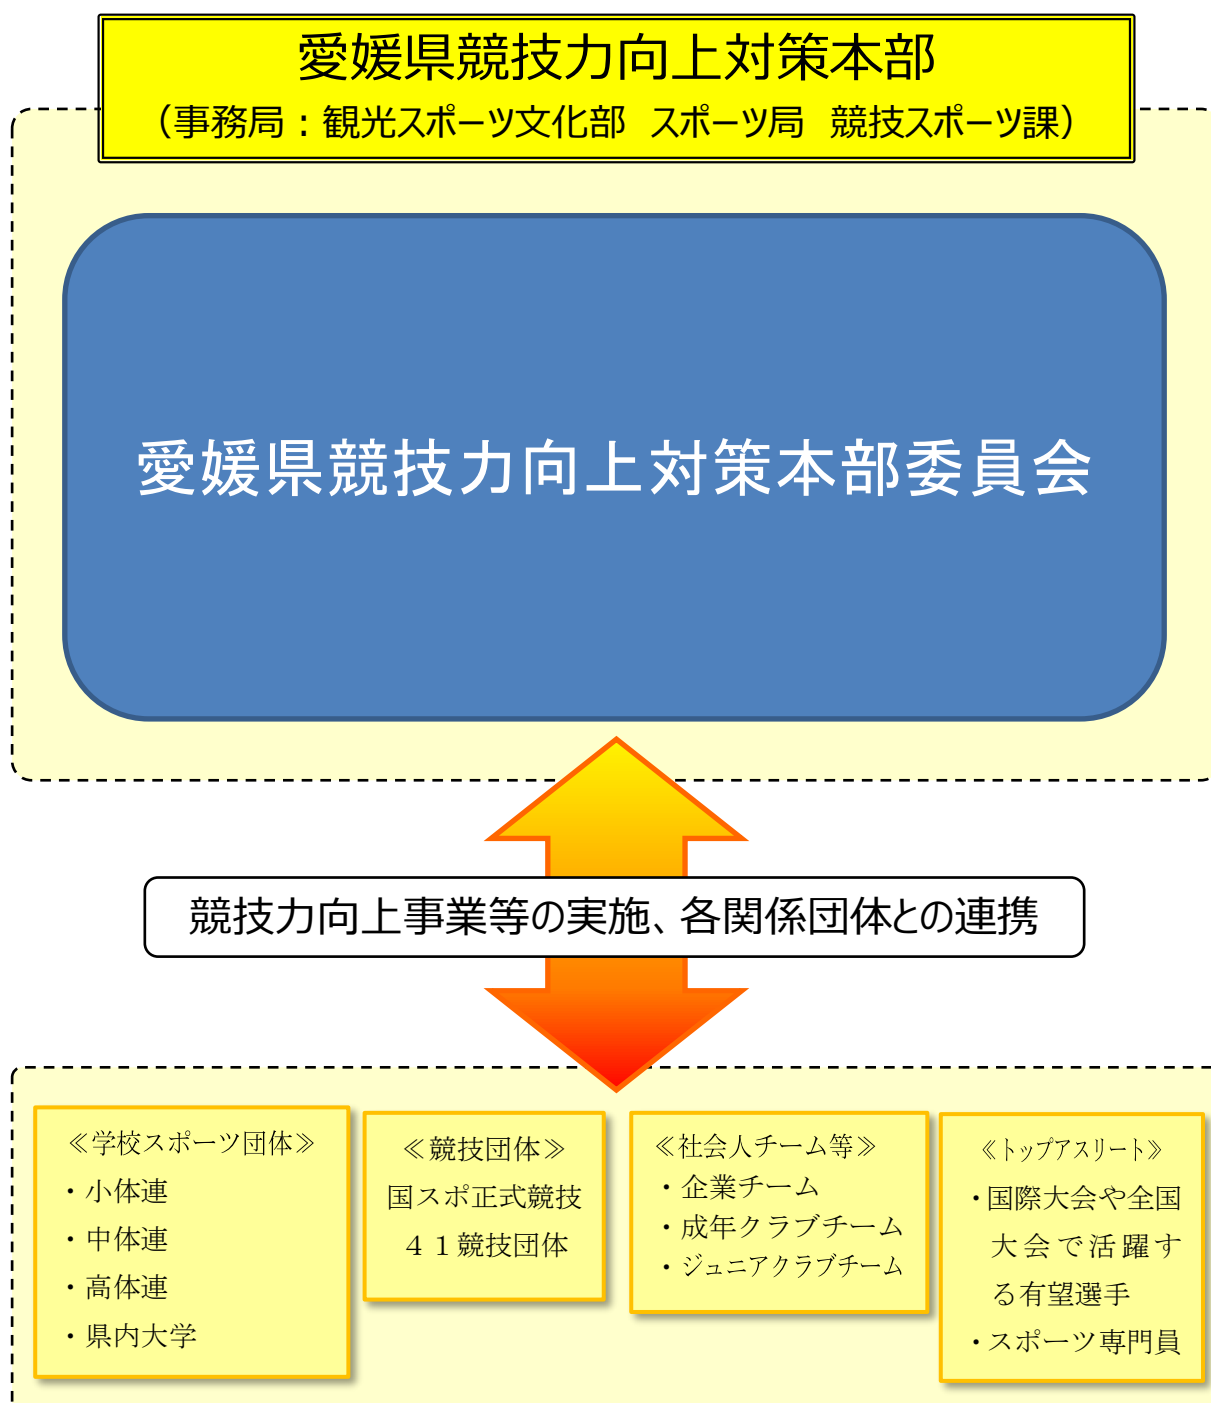 愛媛県競技力向上対策本部
（事務局：観光スポーツ文化部　スポーツ局　競技スポーツ課）
愛媛県競技力向上対策本部委員会
競技力向上事業等の実施、各関係団体との連携
≪学校スポーツ団体≫
・小体連
・中体連
・高体連
・県内大学
≪競技団体≫
国スポ正式競技
４１競技団体
≪社会人チーム等≫
・企業チーム
・成年クラブチーム
・ジュニアクラブチーム
≪トップアスリート≫
・国際大会や全国
大会で活躍す
る有望選手
・スポーツ専門員